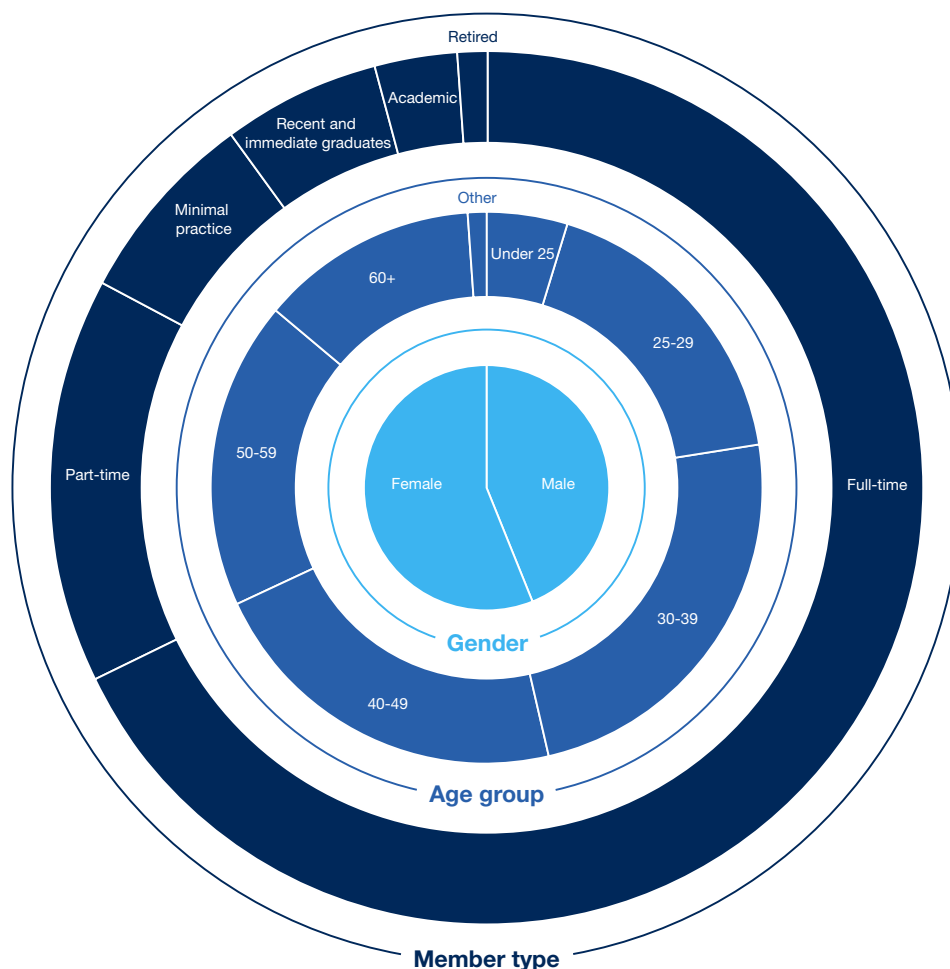 Retired
Academic
Recent and
immediate graduates
Minimal
practice
Part-time
Full-time
Other
Under 25
60+
25-29
50-59
30-39
40-49
Female
Male
Gender
Age group
Member type